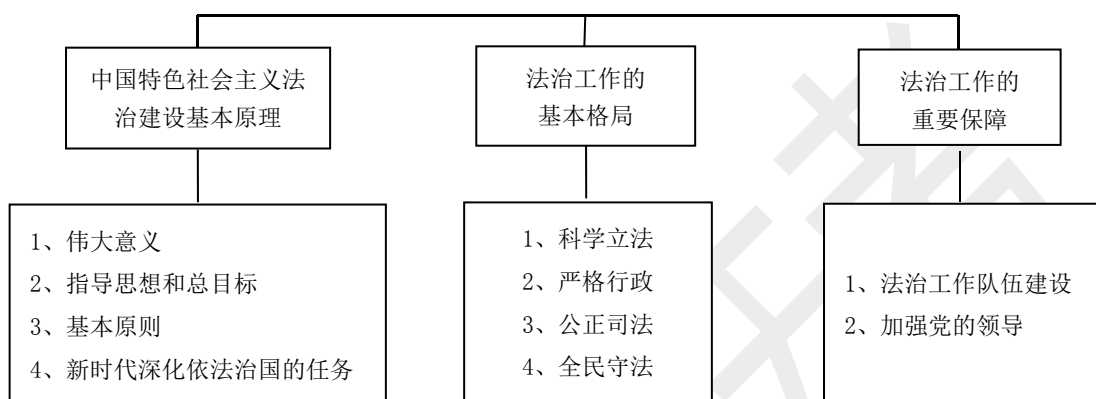 中国特色社会主义法
治建设基本原理
法治工作的
基本格局
法治工作的
重要保障
1、伟大意义
2、指导思想和总目标
3、基本原则
4、新时代深化依法治国的任务
1、科学立法
2、严格行政
3、公正司法
4、全民守法
1、法治工作队伍建设
2、加强党的领导